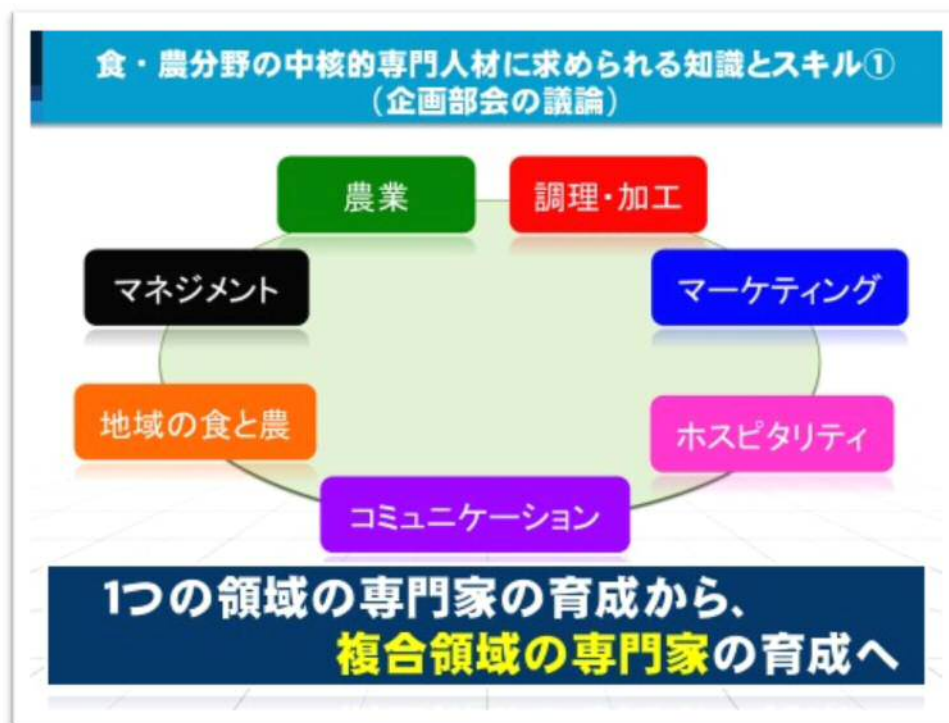 食・農分野の中核的専門人材に求められる知識とスキル①
（企画部会の議論）
農業
調理・加工
マネジメント
マーケティング
地域の食と農
ホスピタリティ
コミュニケーション
1つの領域の専門家の育成から、
複合領域の専門家の育成へ